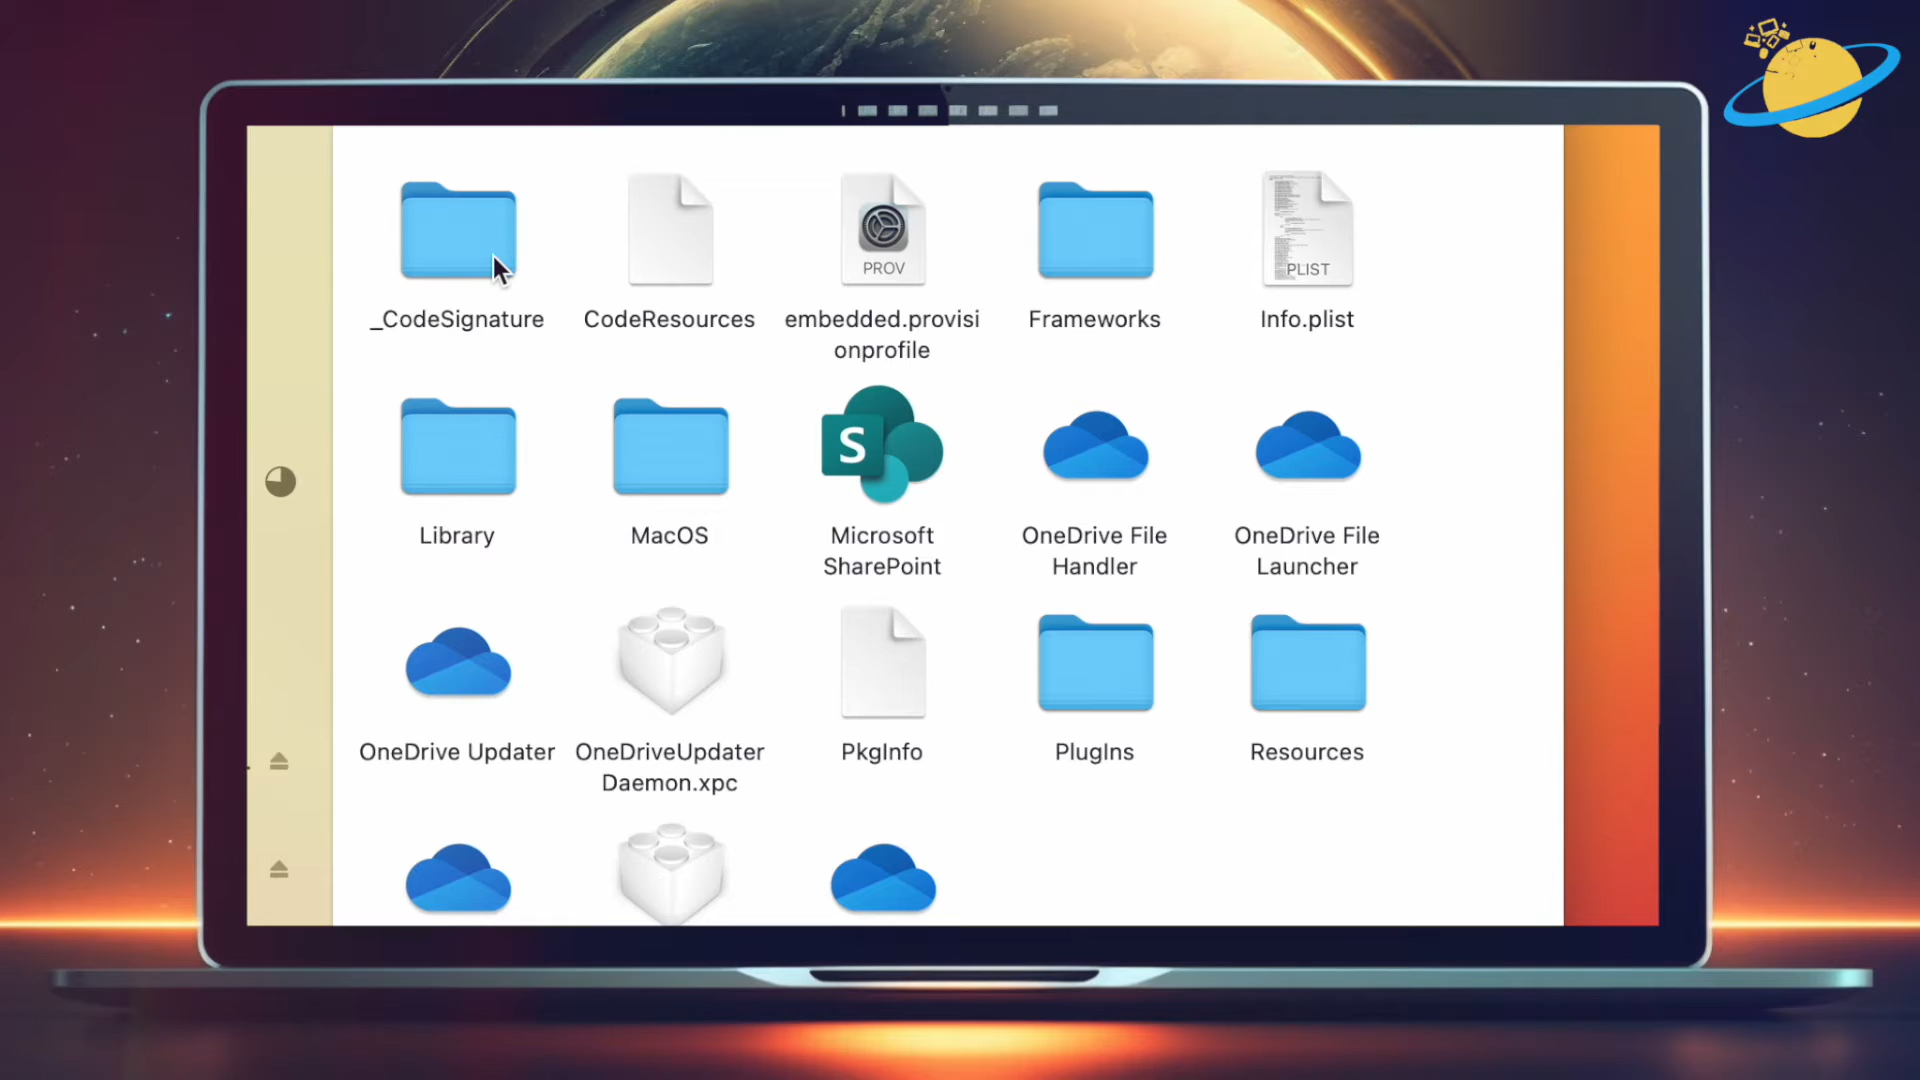 PROV
PLIST
_CodeSignature
CodeResources
embedded.provisi
onprofile
Frameworks
Info.plist
S
Library
MacOS
Microsoft
SharePoint
OneDrive File
Handler
OneDrive File
Launcher
OneDrive Updater
OneDriveUpdater
Daemon.xpc
PkgInfo
PlugIns
Resources